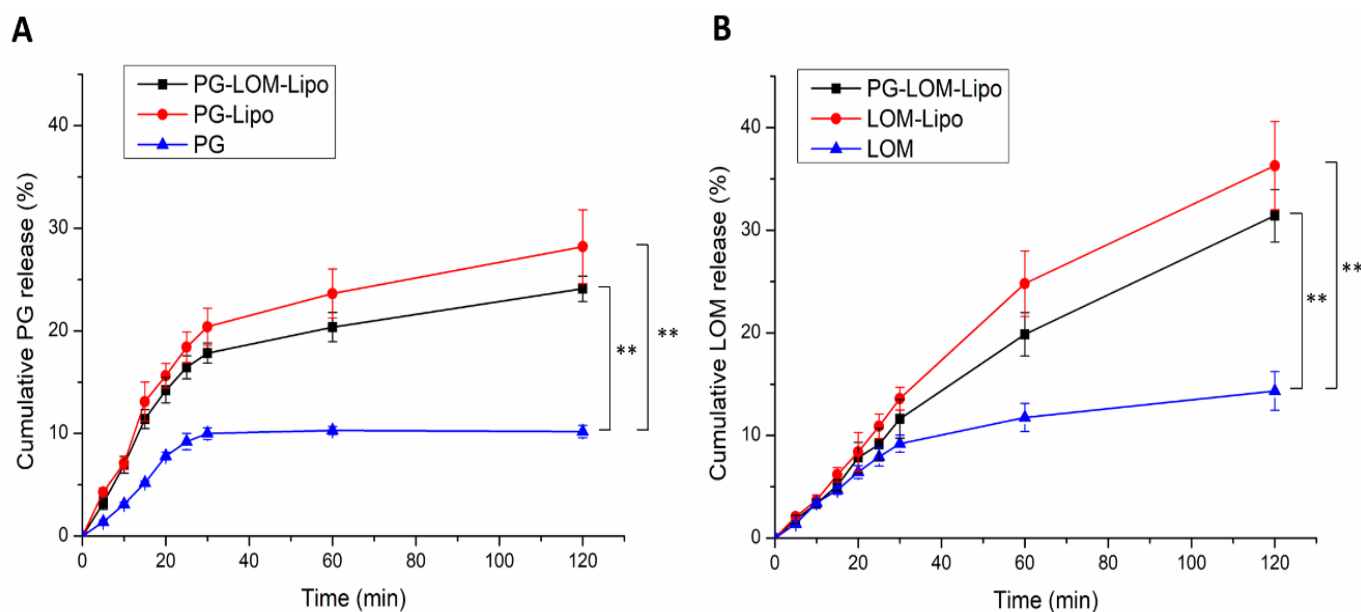 A
PG-LOM-Lipo
PG-Lipo
PG
Cumulative PG release (%)
40
30
20
10
0
**
**
0 20 40 60 80 100 120
Time (min)
B
PG-LOM-Lipo
LOM-Lipo
LOM
Cumulative LOM release (%)
40
30
20
10
0
**
**
0 20 40 60 80 100 120
Time (min)